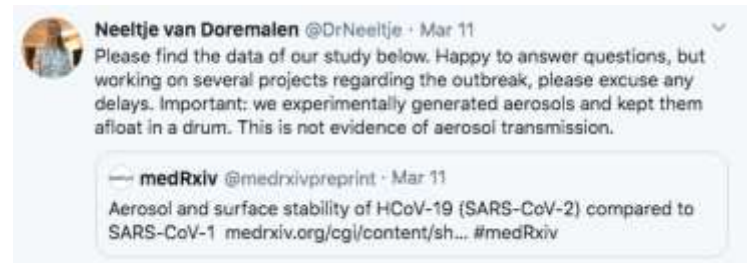 Neeltje van Doremalen @DrNeeltje · Mar 11
Please find the data of our study below. Happy to answer questions, but
working on several projects regarding the outbreak, please excuse any
delays. Important: we experimentally generated aerosols and kept them
afloat in a drum. This is not evidence of aerosol transmission.
medRxiv @medrxivpreprint · Mar 11
Aerosol and surface stability of HCoV-19 (SARS-CoV-2) compared to
SARS-CoV-1 medrxiv.org/cgi/content/sh... #medRxiv